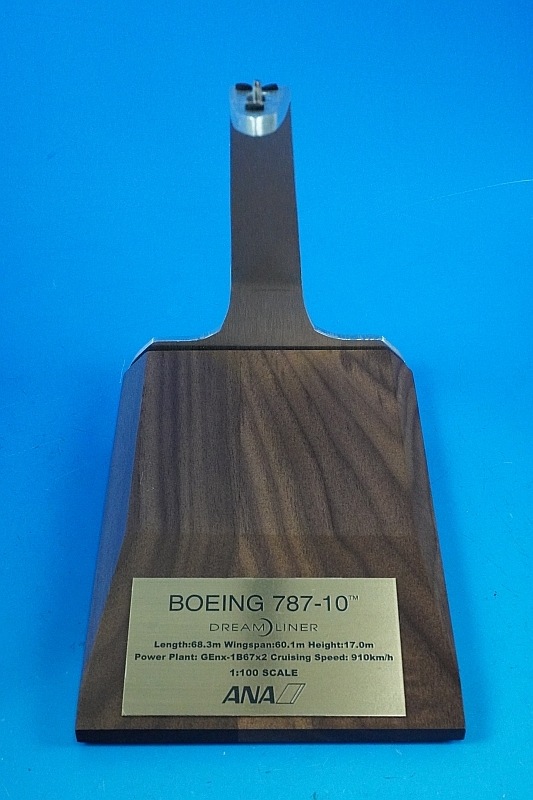 BOEING 787-10™
DREAMLINER
Length:68.3m Wingspan:60.1m Height:17.0m
Power Plant: GEnx-1B67x2 Cruising Speed: 910km/h
1:100 SCALE
ANA